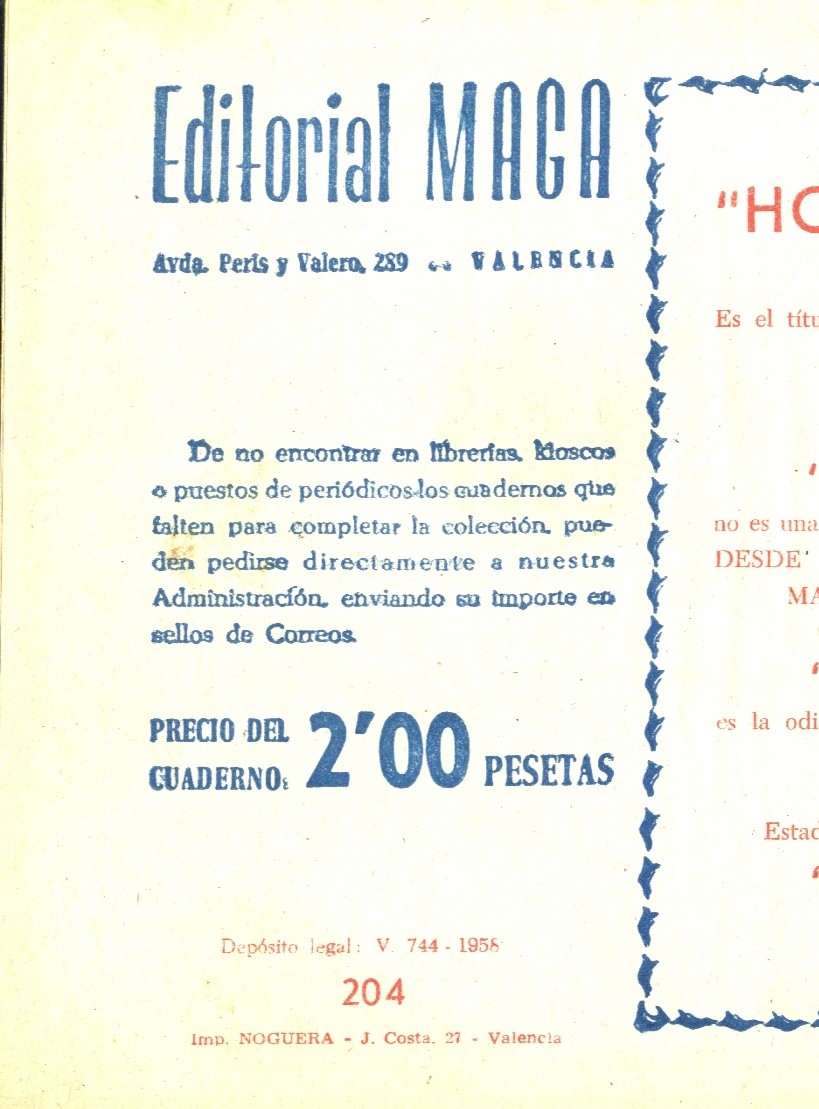 Editorial MAGA
Avda. Peris y Valero, 289 -- VALENCIA
De no encontrar en librerías, kioscos
o puestos de periódicos los cuadernos que
falten para completar la colección, pue-
den pedirse directamente a nuestra
Administración, enviando su importe en
sellos de Correos.
PRECIO DEL
CUADERNO: 2'00 PESETAS
Depósito legal: V. 744 - 1958
204
Imp. NOGUERA - J. Costa, 27 - Valencia
"HO
Es el títu
"
no es una
DESDE
MA
"
es la odi
Estad
"